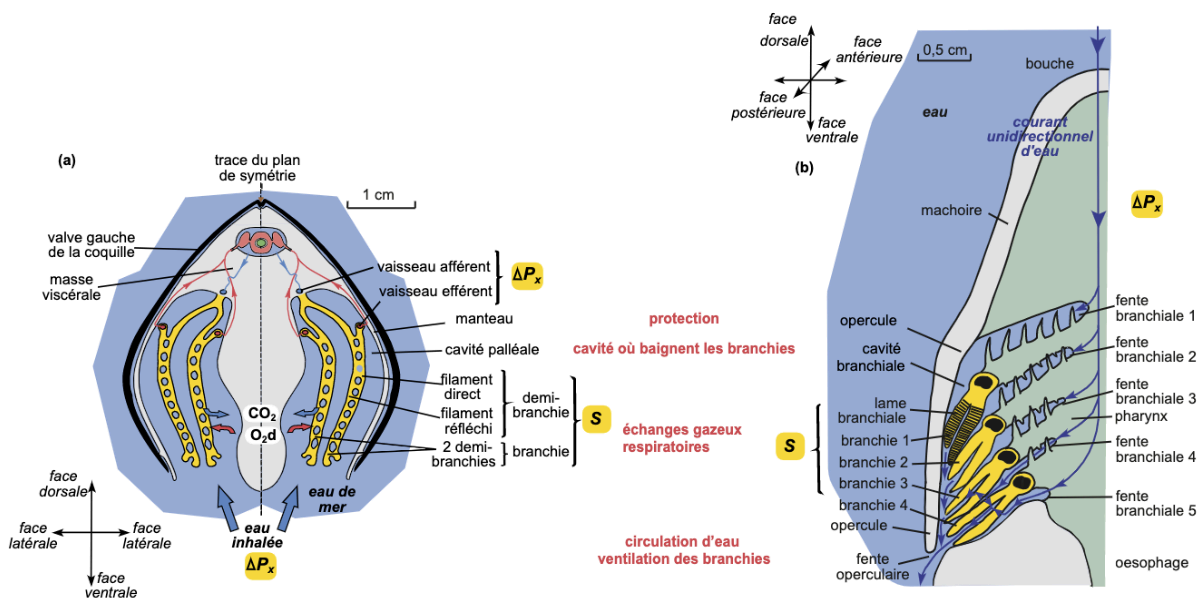 (a)
trace du plan
de symétrie
1 cm
valve gauche
de la coquille
masse
viscérale
vaisseau afférent
vaisseau efférent
ΔPx
manteau
cavité palléale
filament
direct
filament
réfléchi
demi-
branchie
2 demi-
branchies
branchie
S
CO2
O2d
eau de
mer
eau
inhalée
ΔPx
face
dorsale
face
latérale
face
latérale
face
ventrale
protection
cavité où baignent les branchies
échanges gazeux
respiratoires
circulation d'eau
ventilation des branchies
(b)
face
dorsale
face
antérieure
face
postérieure
face
ventrale
0,5 cm
bouche
eau
courant
unidirectionnel
d'eau
ΔPx
machoire
opercule
cavité
branchiale
lame
branchiale
branchie 1
branchie 2
branchie 3
branchie 4
opercule
fente
operculaire
S
fente
branchiale 1
fente
branchiale 2
fente
branchiale 3
pharynx
fente
branchiale 4
fente
branchiale 5
oesophage